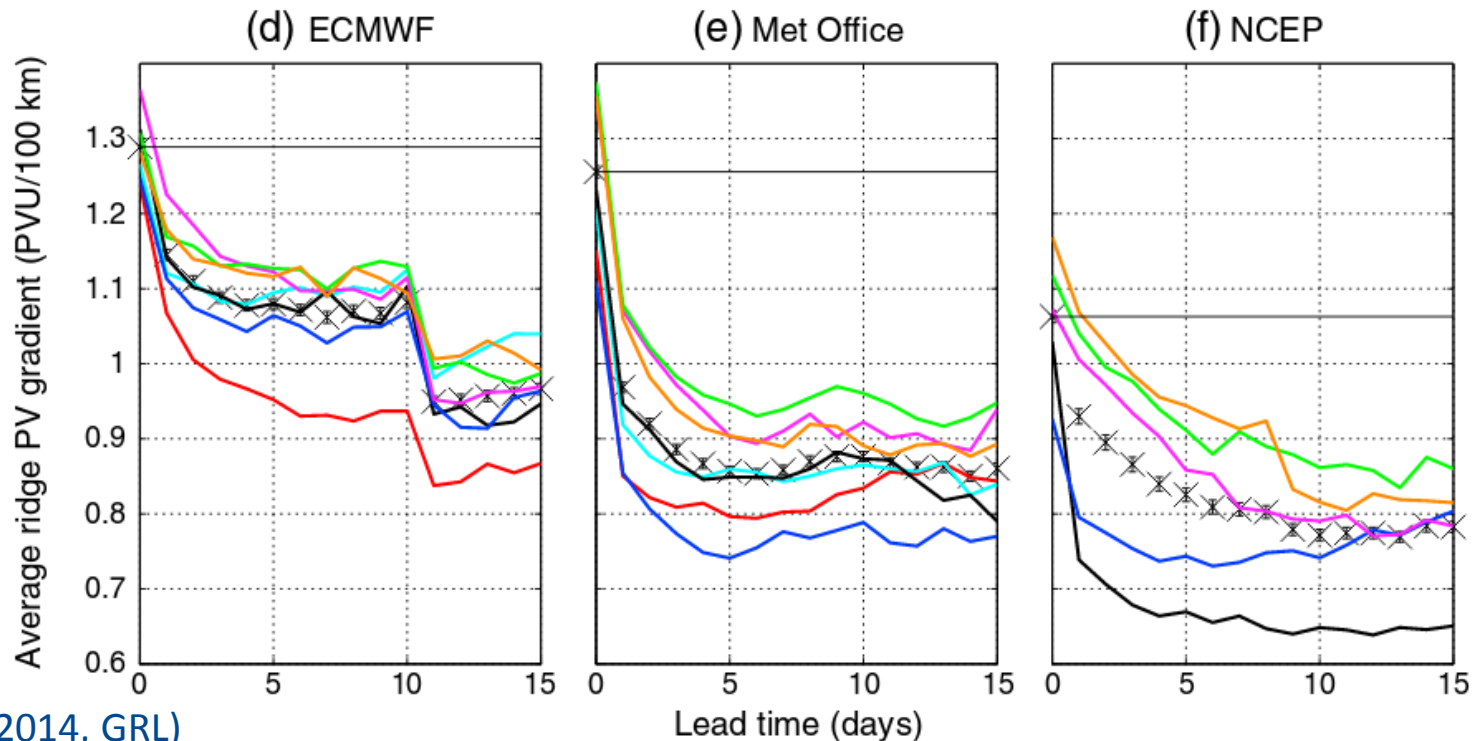 (d) ECMWF
(e) Met Office
(f) NCEP
Average ridge PV gradient (PVU/100 km)
1.3
1.2
1.1
1
0.9
0.8
0.7
0.6
0 5 10 15
0 5 10 15
0 5 10 15
Lead time (days)
2014, GRL)